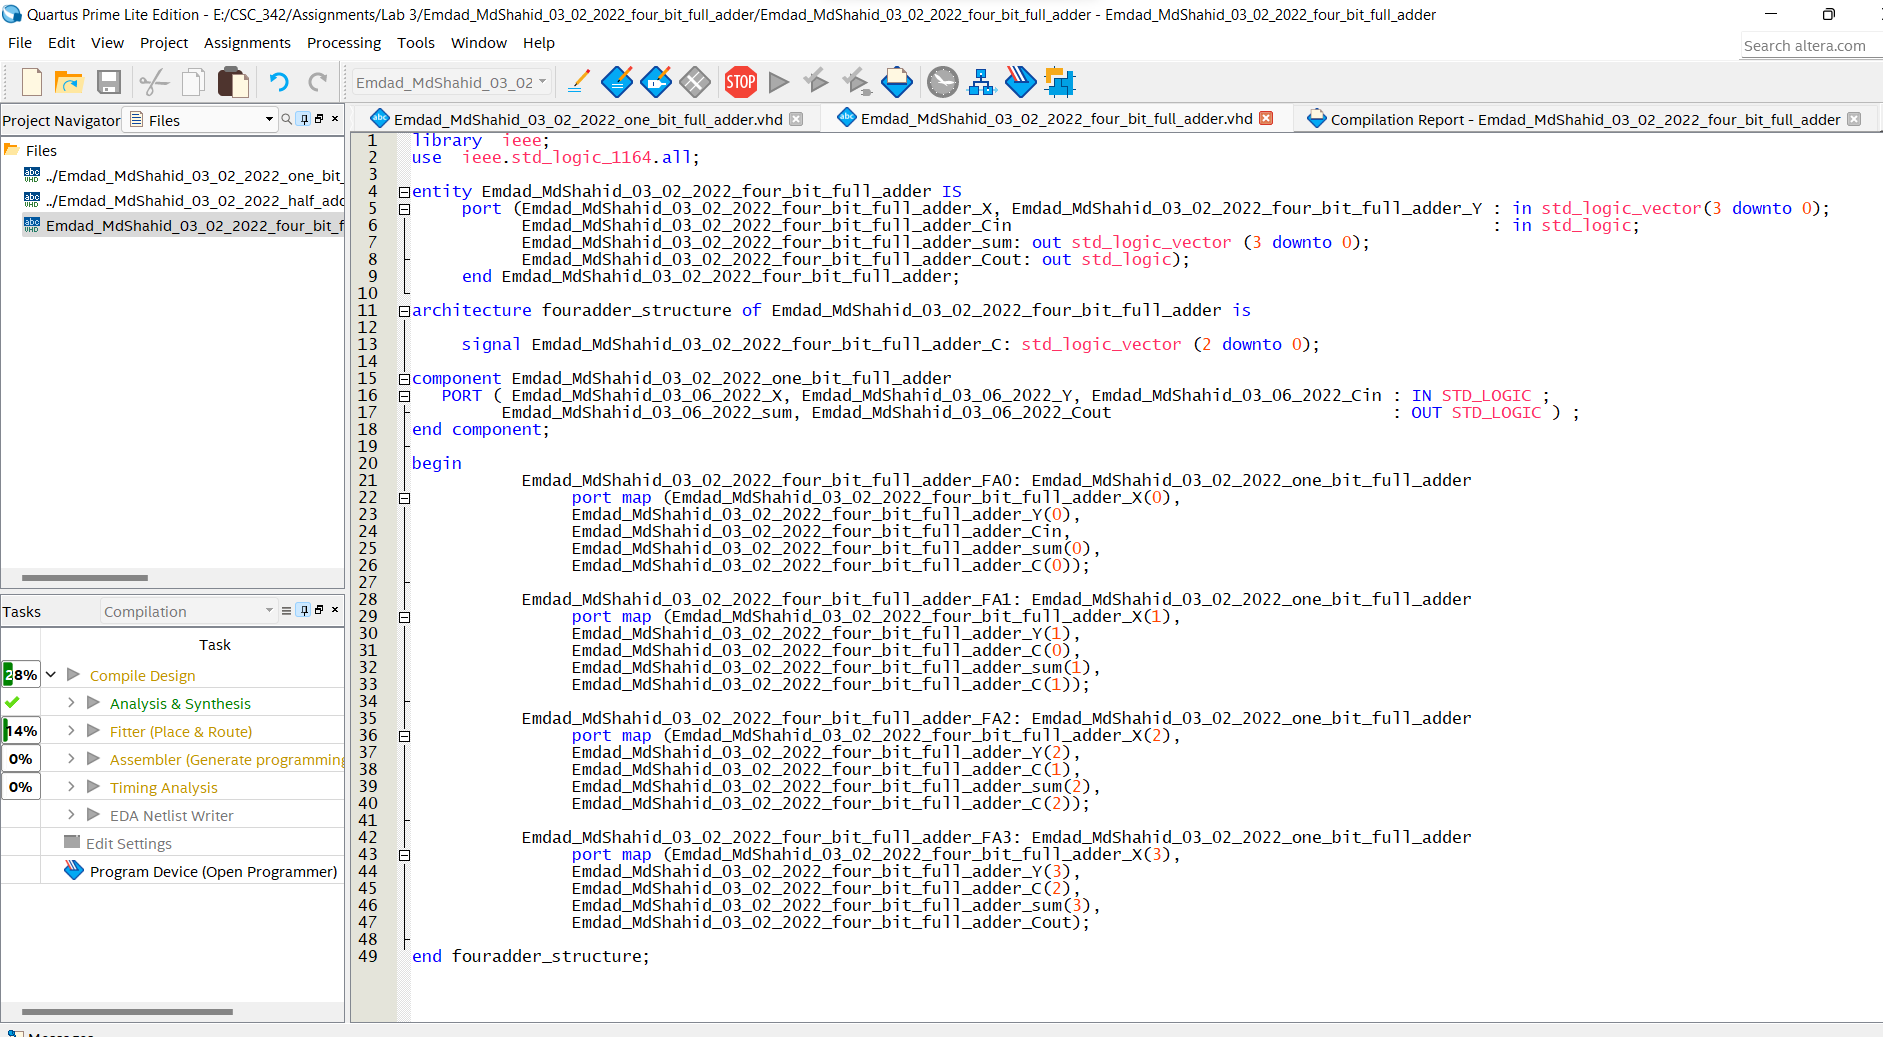 Quartus Prime Lite Edition - E:/CSC_342/Assignments/Lab 3/Emdad_MdShahid_03_02_2022_four_bit_full_adder/Emdad_MdShahid_03_02_2022_four_bit_full_adder - Emdad_MdShahid_03_02_2022_four_bit_full_adder
File Edit View Project Assignments Processing Tools Window Help
Search altera.com
Emdad_MdShahid_03_02
STOP
Project Navigator Files
Emdad_MdShahid_03_02_2022_one_bit_full_adder.vhd
Emdad_MdShahid_03_02_2022_four_bit_full_adder.vhd
Compilation Report - Emdad_MdShahid_03_02_2022_four_bit_full_adder
Files
../Emdad_MdShahid_03_02_2022_one_bit_
../Emdad_MdShahid_03_02_2022_half_add
Emdad_MdShahid_03_02_2022_four_bit_f
Tasks Compilation
Task
28% Compile Design
Analysis & Synthesis
14% Fitter (Place & Route)
0% Assembler (Generate programming
0% Timing Analysis
EDA Netlist Writer
Edit Settings
Program Device (Open Programmer)
1 library ieee;
2 use ieee.std_logic_1164.all;
3
4 entity Emdad_MdShahid_03_02_2022_four_bit_full_adder IS
5 port (Emdad_MdShahid_03_02_2022_four_bit_full_adder_X, Emdad_MdShahid_03_02_2022_four_bit_full_adder_Y : in std_logic_vector(3 downto 0);
6 Emdad_MdShahid_03_02_2022_four_bit_full_adder_Cin : in std_logic;
7 Emdad_MdShahid_03_02_2022_four_bit_full_adder_sum: out std_logic_vector (3 downto 0);
8 Emdad_MdShahid_03_02_2022_four_bit_full_adder_Cout: out std_logic);
9 end Emdad_MdShahid_03_02_2022_four_bit_full_adder;
10
11 architecture fouradder_structure of Emdad_MdShahid_03_02_2022_four_bit_full_adder is
12
13 signal Emdad_MdShahid_03_02_2022_four_bit_full_adder_C: std_logic_vector (2 downto 0);
14
15 component Emdad_MdShahid_03_02_2022_one_bit_full_adder
16 PORT ( Emdad_MdShahid_03_06_2022_X, Emdad_MdShahid_03_06_2022_Y, Emdad_MdShahid_03_06_2022_Cin : IN STD_LOGIC ;
17 Emdad_MdShahid_03_06_2022_sum, Emdad_MdShahid_03_06_2022_Cout : OUT STD_LOGIC ) ;
18 end component;
19
20 begin
21 Emdad_MdShahid_03_02_2022_four_bit_full_adder_FA0: Emdad_MdShahid_03_02_2022_one_bit_full_adder
22 port map (Emdad_MdShahid_03_02_2022_four_bit_full_adder_X(0),
23 Emdad_MdShahid_03_02_2022_four_bit_full_adder_Y(0),
24 Emdad_MdShahid_03_02_2022_four_bit_full_adder_Cin,
25 Emdad_MdShahid_03_02_2022_four_bit_full_adder_sum(0),
26 Emdad_MdShahid_03_02_2022_four_bit_full_adder_C(0));
27
28 Emdad_MdShahid_03_02_2022_four_bit_full_adder_FA1: Emdad_MdShahid_03_02_2022_one_bit_full_adder
29 port map (Emdad_MdShahid_03_02_2022_four_bit_full_adder_X(1),
30 Emdad_MdShahid_03_02_2022_four_bit_full_adder_Y(1),
31 Emdad_MdShahid_03_02_2022_four_bit_full_adder_C(0),
32 Emdad_MdShahid_03_02_2022_four_bit_full_adder_sum(1),
33 Emdad_MdShahid_03_02_2022_four_bit_full_adder_C(1));
34
35 Emdad_MdShahid_03_02_2022_four_bit_full_adder_FA2: Emdad_MdShahid_03_02_2022_one_bit_full_adder
36 port map (Emdad_MdShahid_03_02_2022_four_bit_full_adder_X(2),
37 Emdad_MdShahid_03_02_2022_four_bit_full_adder_Y(2),
38 Emdad_MdShahid_03_02_2022_four_bit_full_adder_C(1),
39 Emdad_MdShahid_03_02_2022_four_bit_full_adder_sum(2),
40 Emdad_MdShahid_03_02_2022_four_bit_full_adder_C(2));
41
42 Emdad_MdShahid_03_02_2022_four_bit_full_adder_FA3: Emdad_MdShahid_03_02_2022_one_bit_full_adder
43 port map (Emdad_MdShahid_03_02_2022_four_bit_full_adder_X(3),
44 Emdad_MdShahid_03_02_2022_four_bit_full_adder_Y(3),
45 Emdad_MdShahid_03_02_2022_four_bit_full_adder_C(2),
46 Emdad_MdShahid_03_02_2022_four_bit_full_adder_sum(3),
47 Emdad_MdShahid_03_02_2022_four_bit_full_adder_Cout);
48
49 end fouradder_structure;